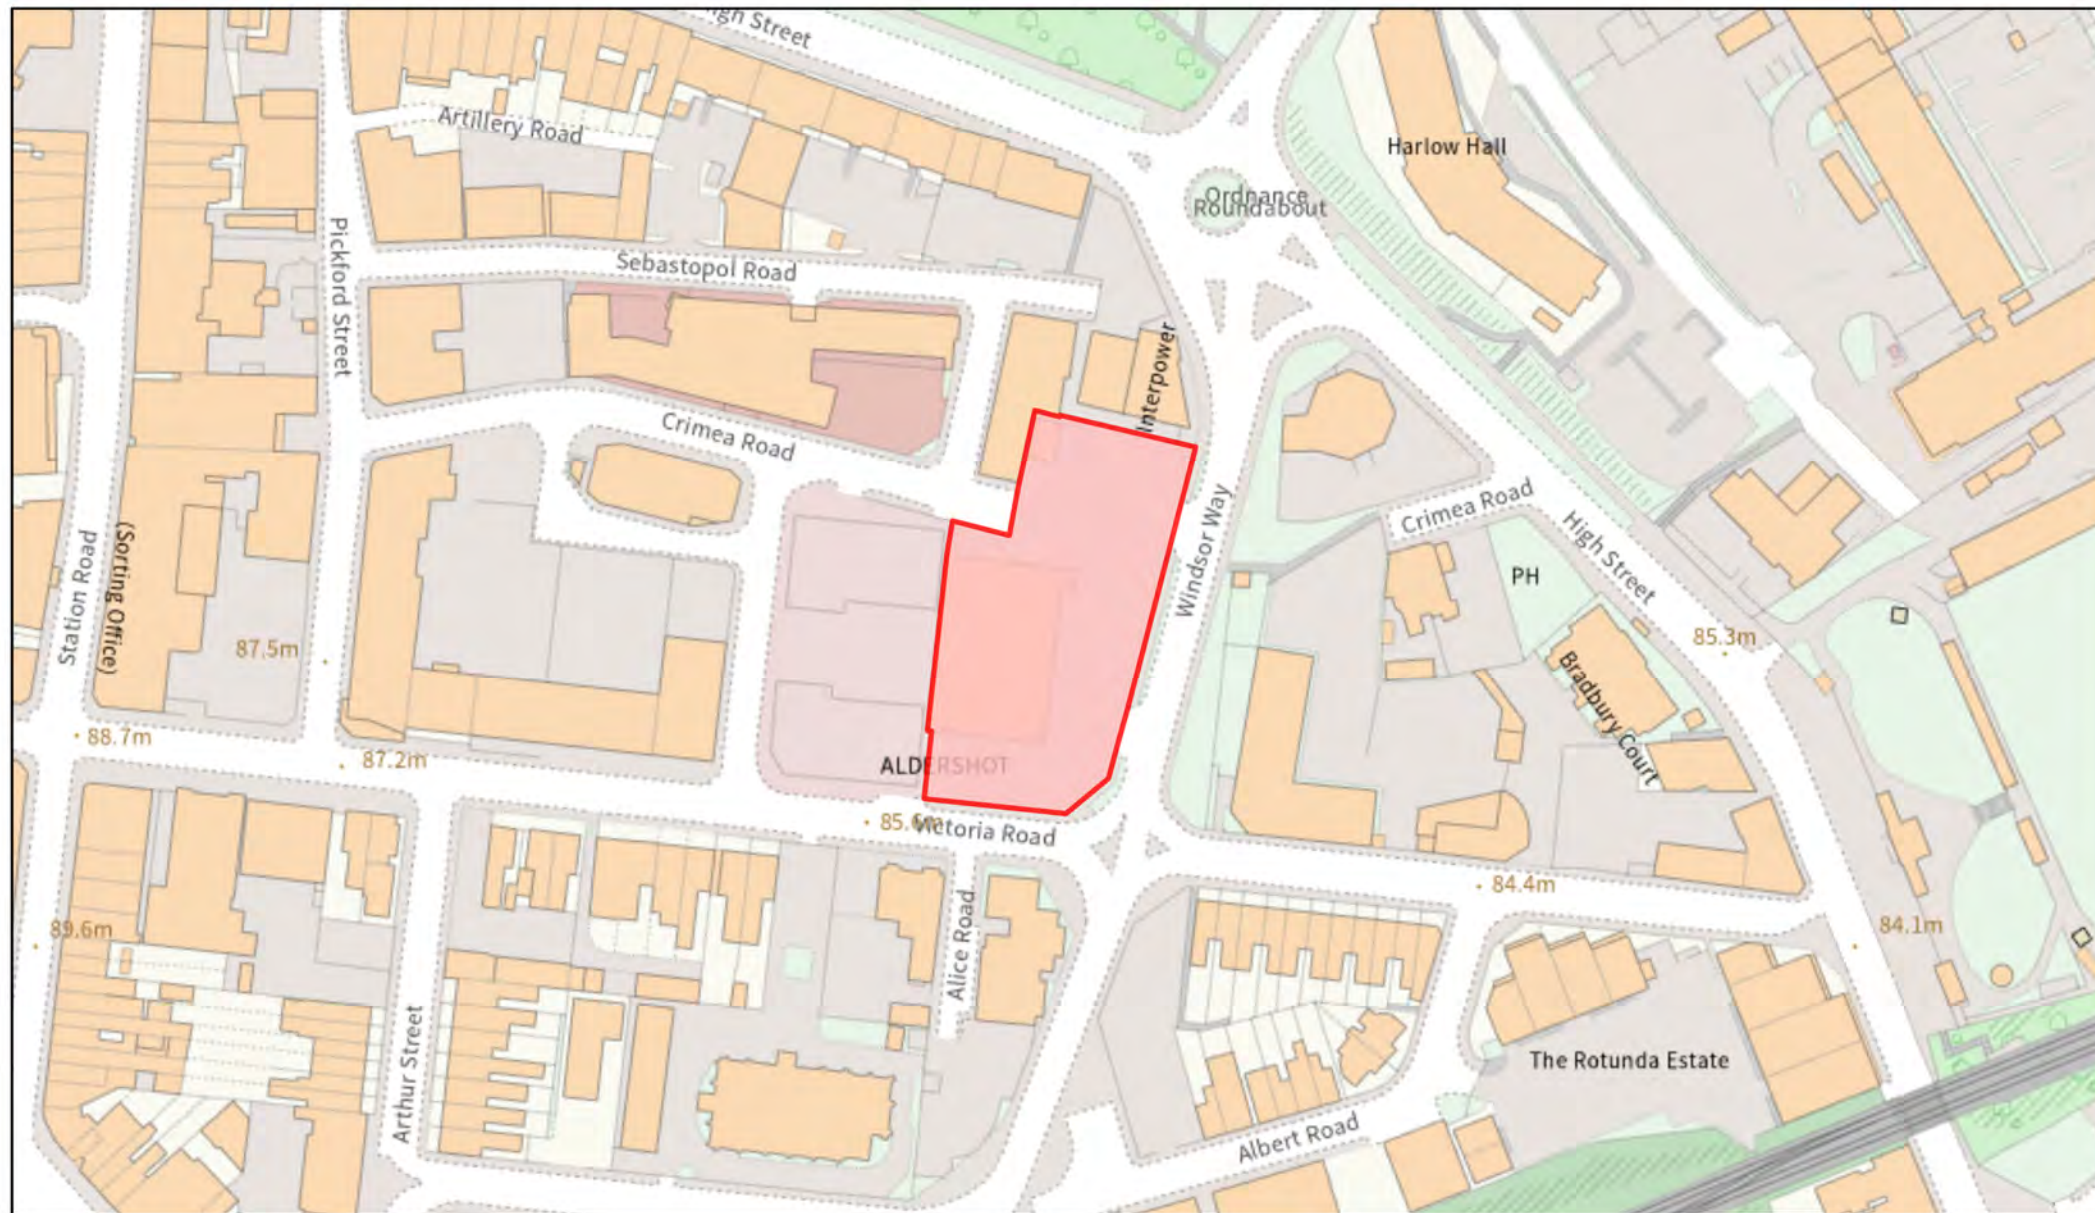 High Street
Artillery Road
Harlow Hall
Ordnance
Roundabout
Pickford Street
Sebastopol Road
Interpower
Crimea Road
Crimea Road
High Street
Windsor Way
PH
Station Road
(Sorting Office)
87.5m
85.3m
Bradbury Court
88.7m
87.2m
ALDERSHOT
85.6m
Victoria Road
84.4m
89.6m
84.1m
Alice Road
Arthur Street
The Rotunda Estate
Albert Road